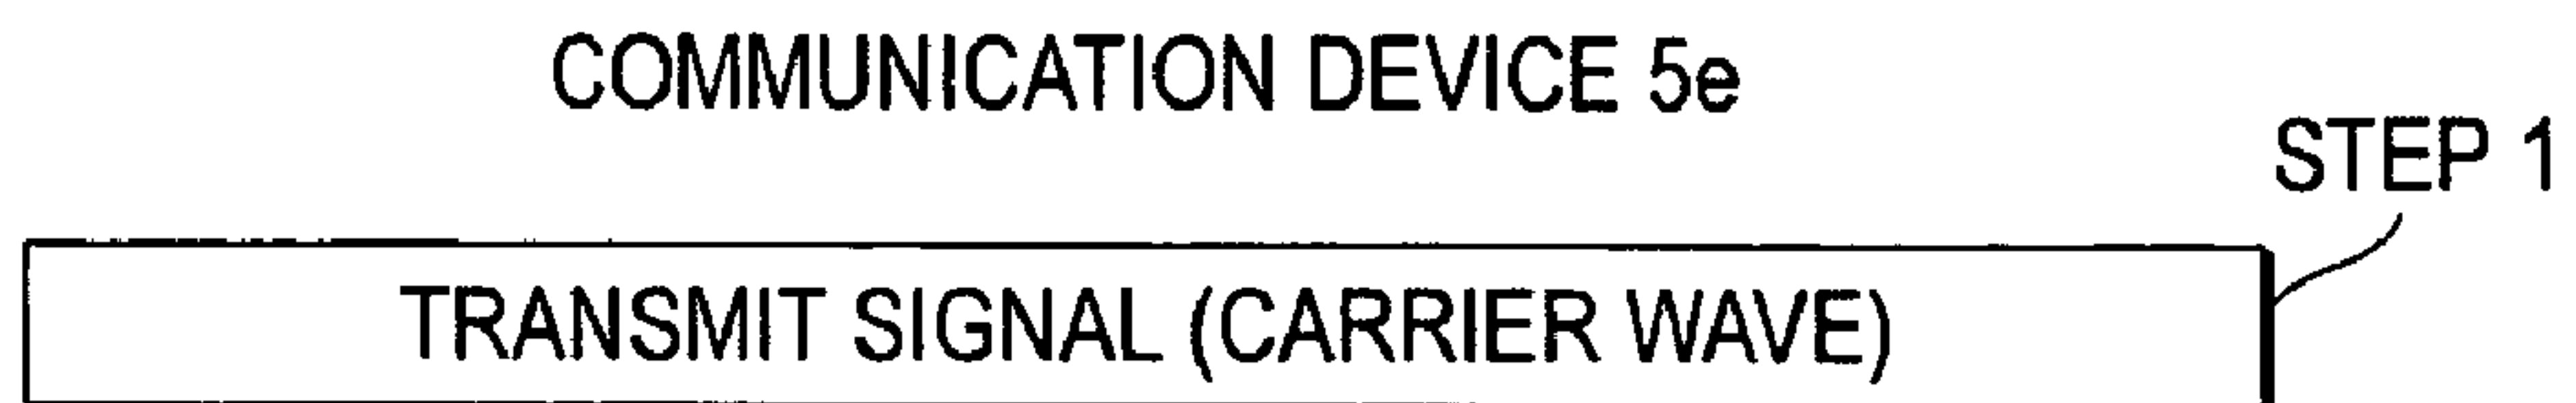 COMMUNICATION DEVICE 5e
STEP 1
TRANSMIT SIGNAL (CARRIER WAVE)